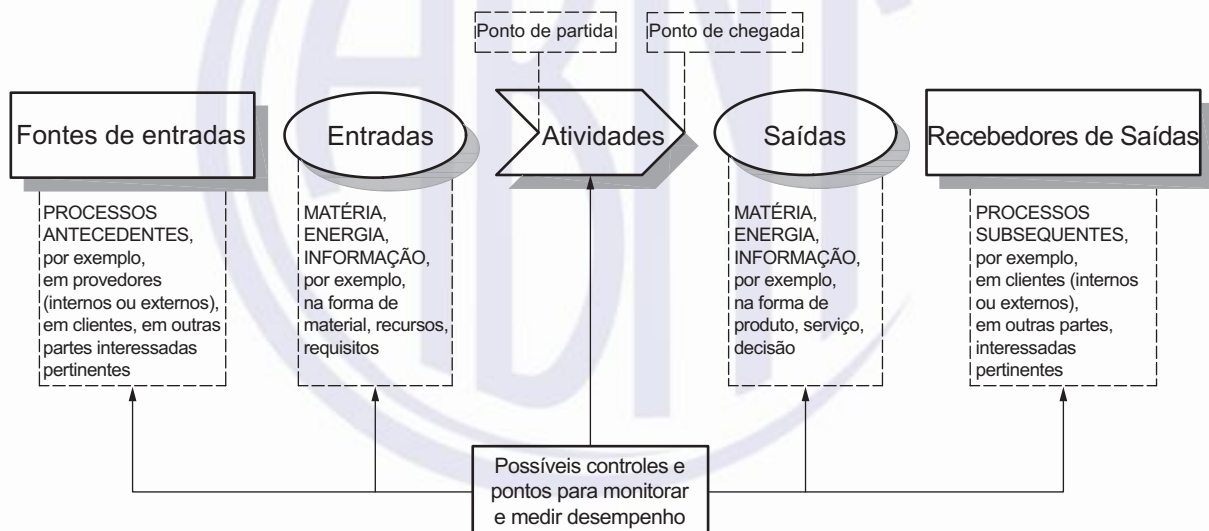 Ponto de partida
Ponto de chegada
Fontes de entradas
Entradas
Atividades
Saídas
Recebedores de Saídas
PROCESSOS
ANTECEDENTES,
por exemplo,
em provedores
(internos ou externos),
em clientes, em outras
partes interessadas
pertinentes
MATÉRIA,
ENERGIA,
INFORMAÇÃO,
por exemplo,
na forma de
material, recursos,
requisitos
MATÉRIA,
ENERGIA,
INFORMAÇÃO,
por exemplo,
na forma de
produto, serviço,
decisão
PROCESSOS
SUBSEQUENTES,
por exemplo,
em clientes (internos
ou externos),
em outras partes,
interessadas
pertinentes
Possíveis controles e
pontos para monitorar
e medir desempenho
ABNT